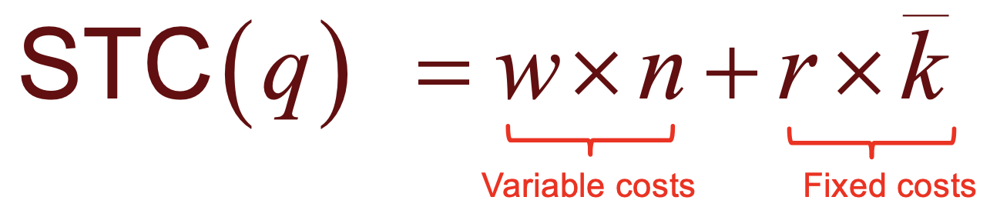 STC(q) = w × n + r × k̅
Variable costs Fixed costs